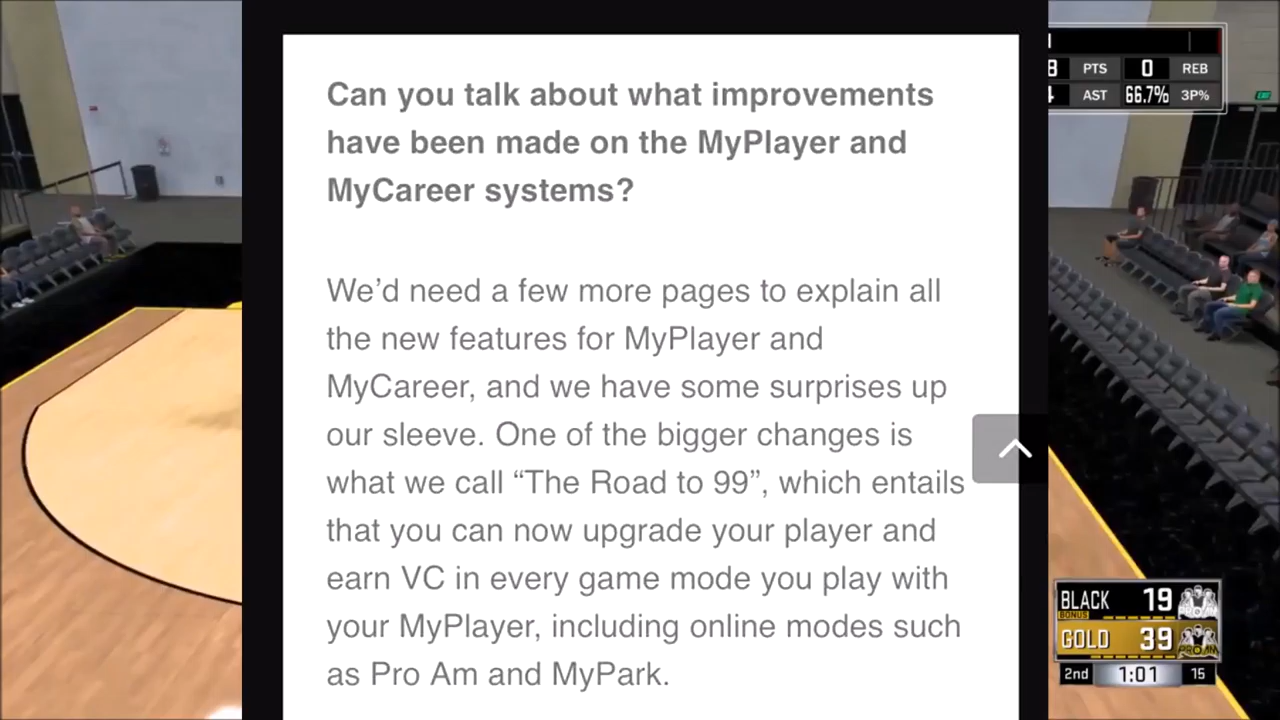 Can you talk about what improvements
have been made on the MyPlayer and
MyCareer systems?
We’d need a few more pages to explain all
the new features for MyPlayer and
MyCareer, and we have some surprises up
our sleeve. One of the bigger changes is
what we call “The Road to 99”, which entails
that you can now upgrade your player and
earn VC in every game mode you play with
your MyPlayer, including online modes such
as Pro Am and MyPark.
8 PTS 0 REB
AST 66.7% 3P%
BLACK 19
BONUS
GOLD 39
PRO AM
2nd 1:01 15